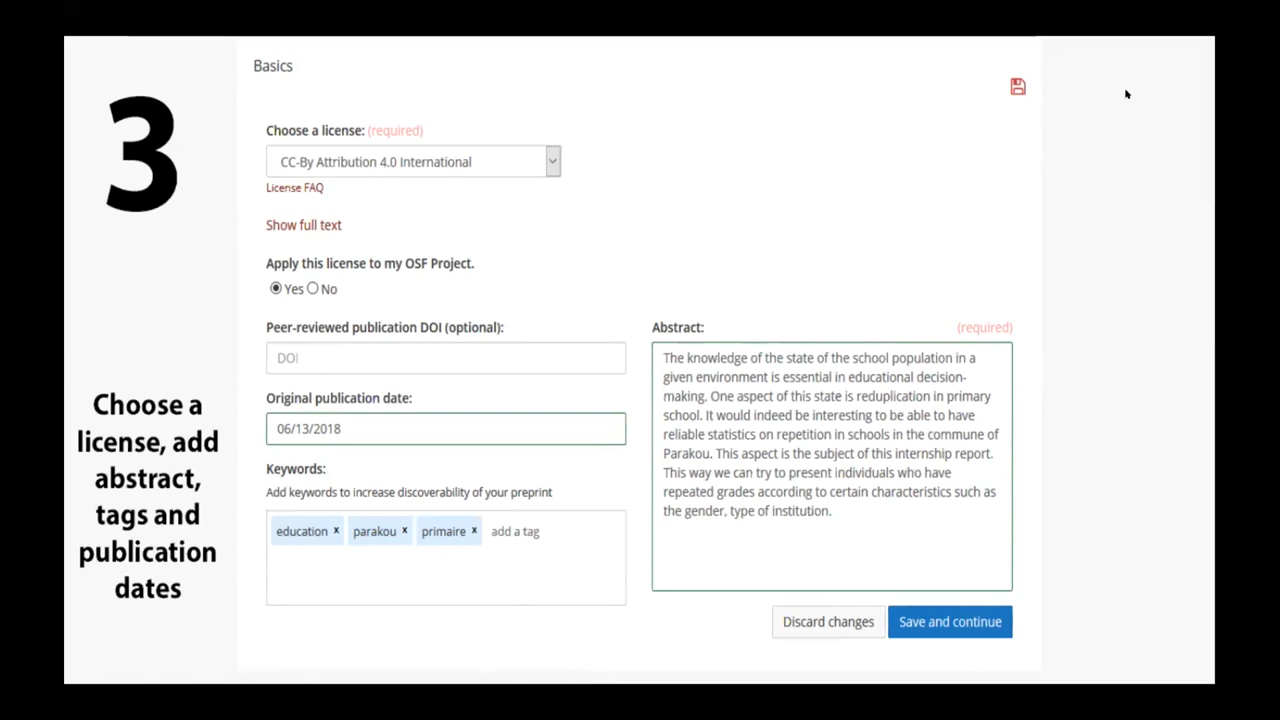 3
Choose a
license, add
abstract,
tags and
publication
dates
Basics
Choose a license: (required)
CC-By Attribution 4.0 International
License FAQ
Show full text
Apply this license to my OSF Project.
Yes No
Peer-reviewed publication DOI (optional):
DOI
Original publication date:
06/13/2018
Keywords:
Add keywords to increase discoverability of your preprint
education x parakou x primaire x add a tag
Abstract: (required)
The knowledge of the state of the school population in a
given environment is essential in educational decision-
making. One aspect of this state is reduplication in primary
school. It would indeed be interesting to be able to have
reliable statistics on repetition in schools in the commune of
Parakou. This aspect is the subject of this internship report.
This way we can try to present individuals who have
repeated grades according to certain characteristics such as
the gender, type of institution.
Discard changes Save and continue